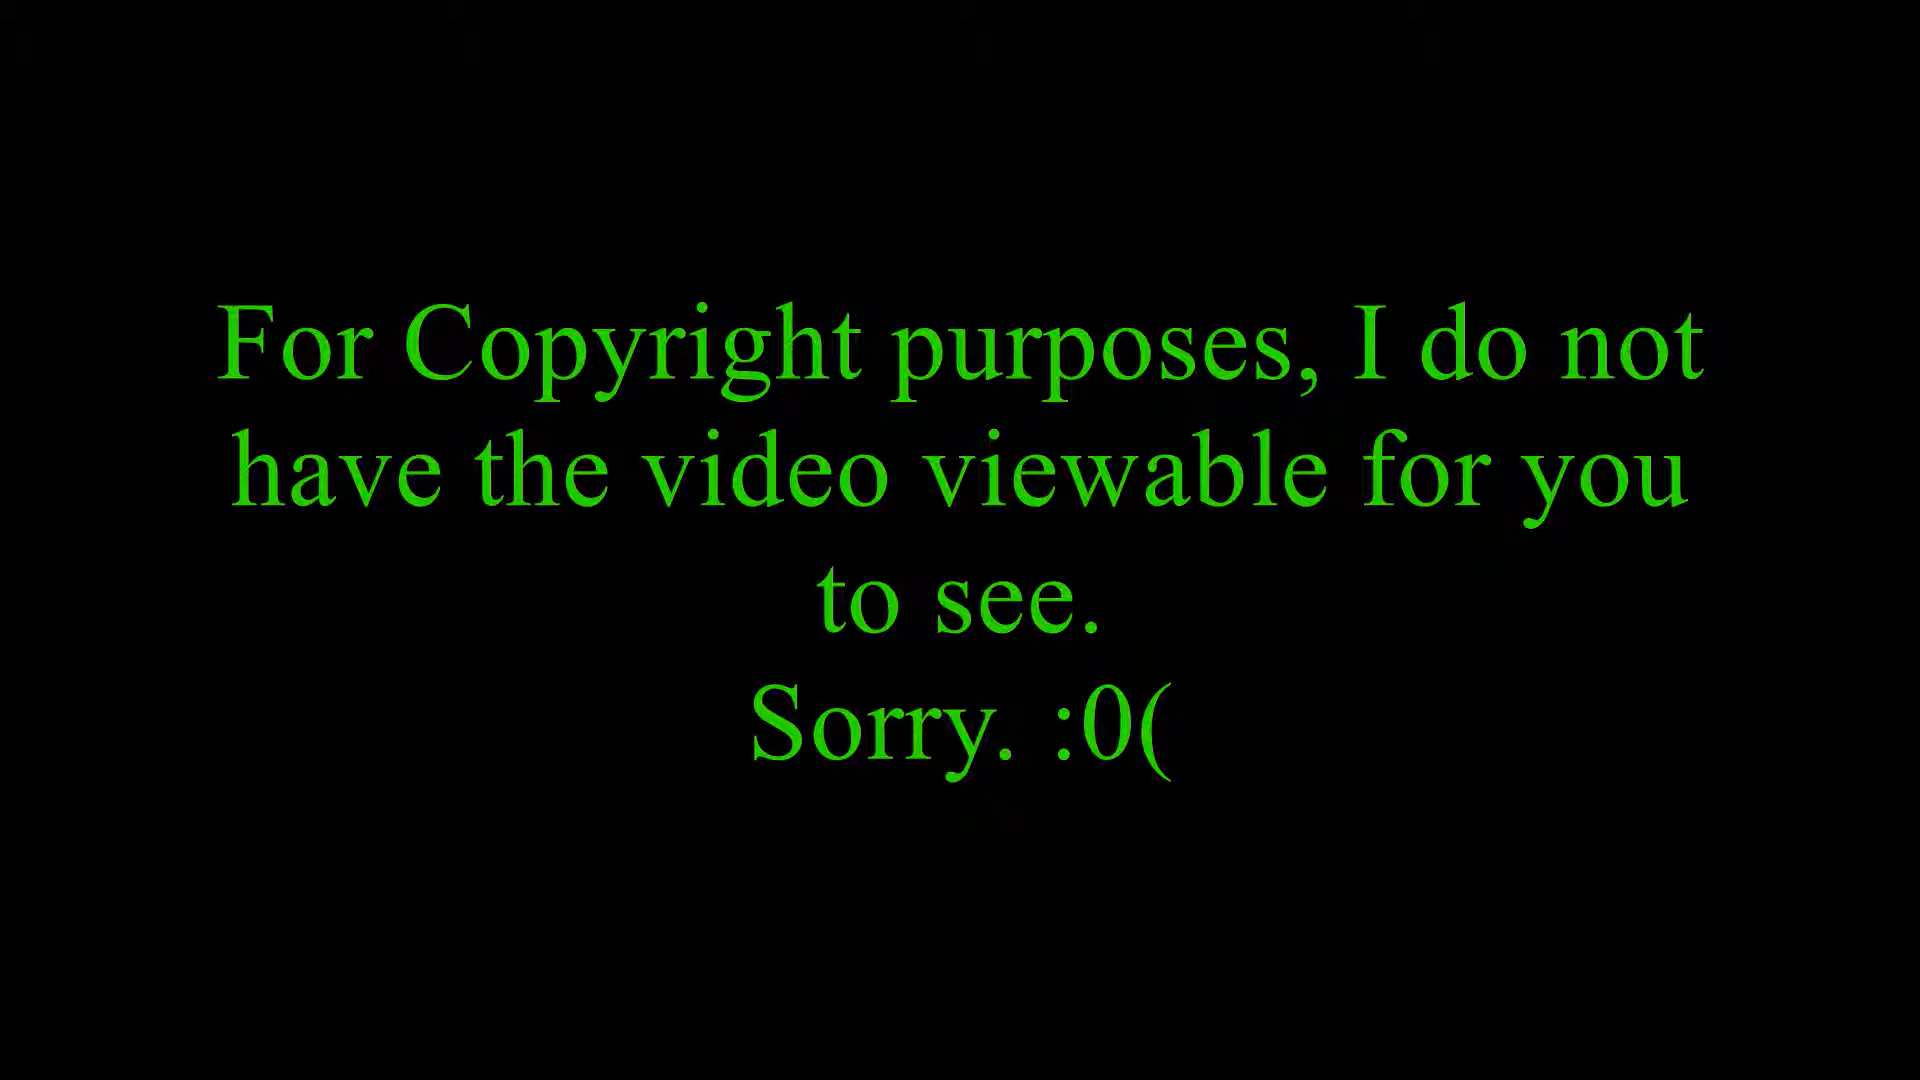 For Copyright purposes, I do not
have the video viewable for you
to see.
Sorry. :0(